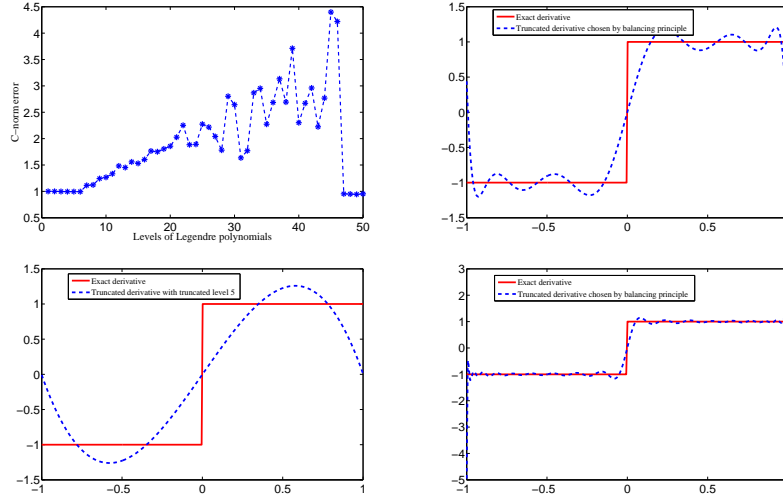 C−norm error
5
4.5
4
3.5
3
2.5
2
1.5
1
0.5
0 10 20 30 40 50
Levels of Legendre polynomials
Exact derivative
Truncated derivative chosen by balancing principle
1.5
1
0.5
0
−0.5
−1
−1.5
−1 −0.5 0 0.5
Exact derivative
Truncated derivative with truncated level 5
1.5
1
0.5
0
−0.5
−1
−1.5
−1 −0.5 0 0.5 1
Exact derivative
Truncated derivative chosen by balancing principle
3
2
1
0
−1
−2
−3
−4
−5
−1 −0.5 0 0.5